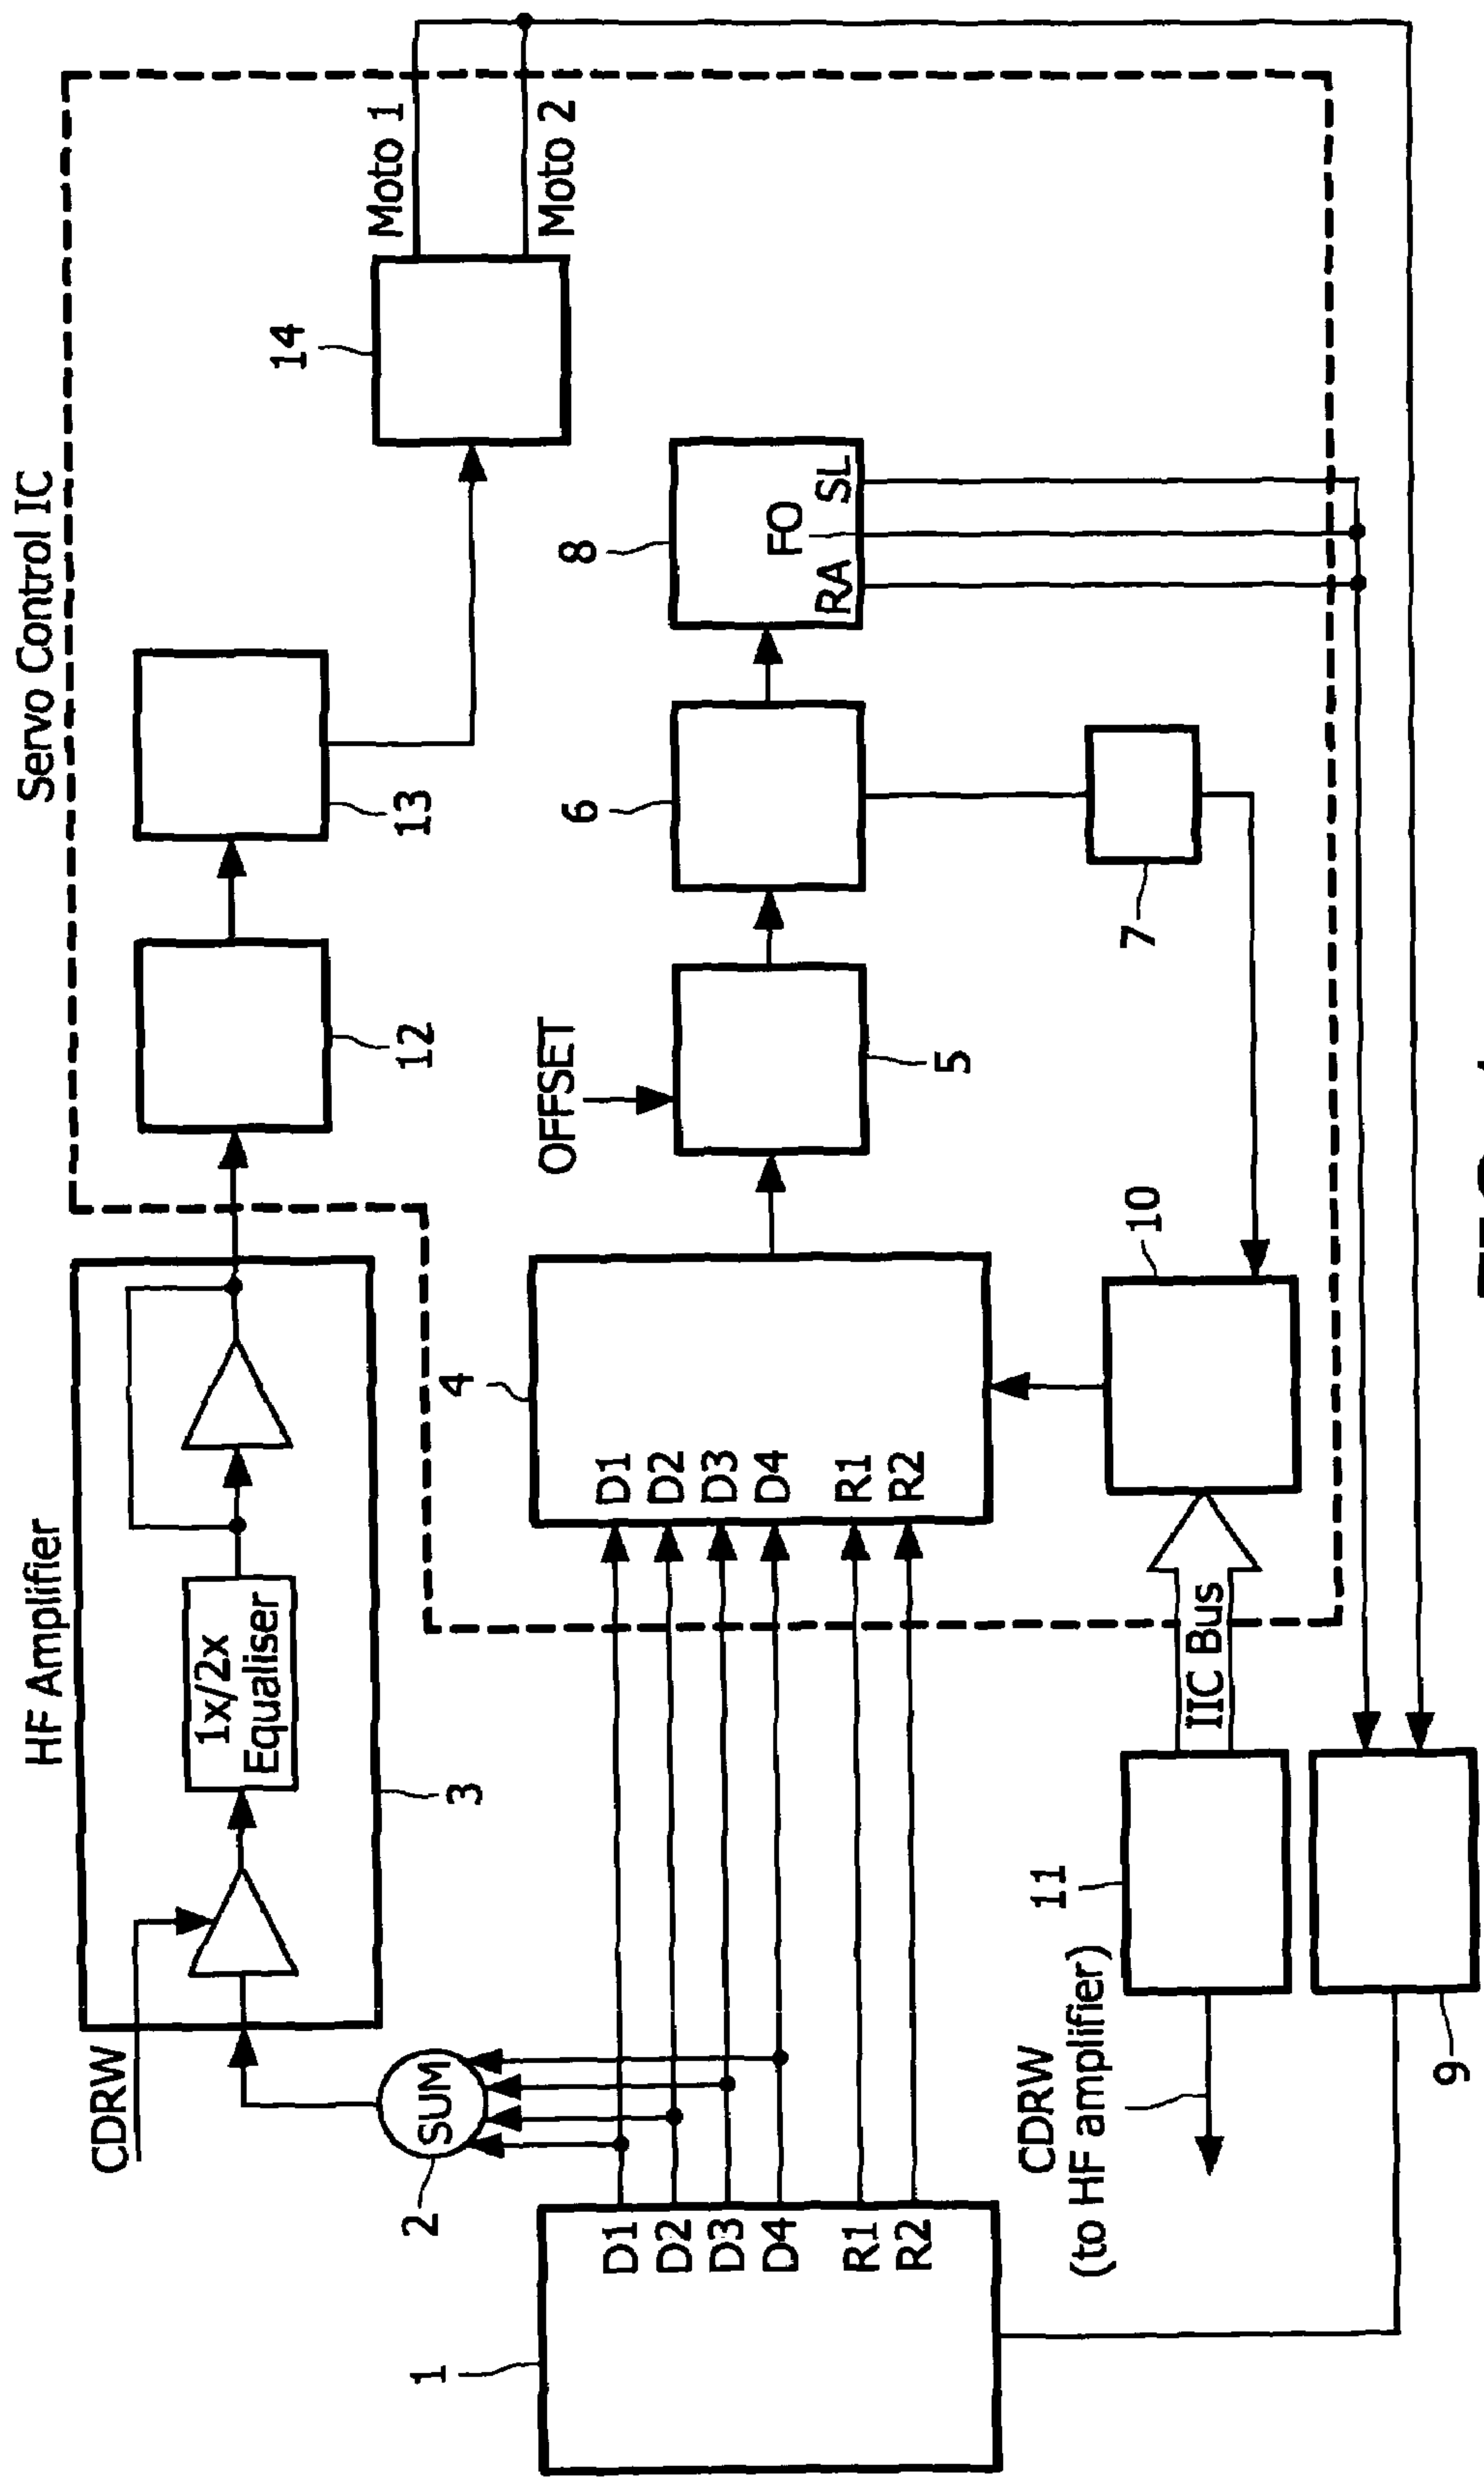 HF Amplifier
Servo Control IC
CDRW
1x/2x
Equaliser
3
12
13
14
Moto 1
Moto 2
2
SUM
1
D1
D2
D3
D4
R1
R2
4
D1
D2
D3
D4
R1
R2
OFFSET
5
6
8
RA
FO
SL
7
10
IIC Bus
11
CDRW
(to HF amplifier)
9